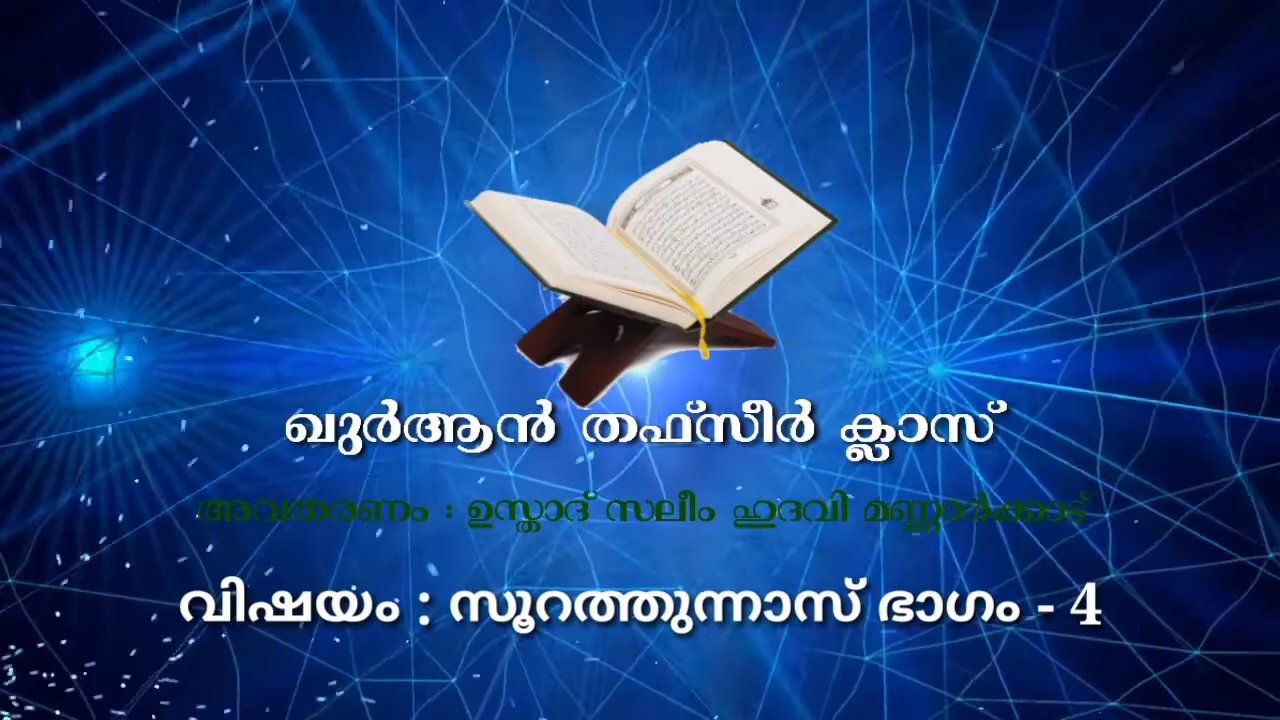 ഖുർആൻ തഫ്സീർ ക്ലാസ്
അവതരണം : ഉസ്താദ് സലീം ഹുദവി മണ്ണാർക്കാട്
വിഷയം : സൂറത്തുന്നാസ് ഭാഗം - 4